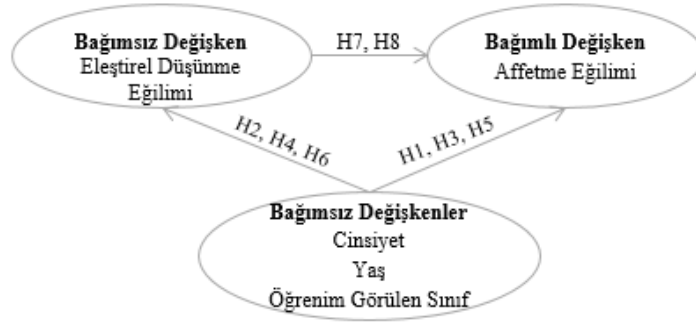 Bağımsız Değişken
Eleştirel Düşünme
Eğilimi
H7, H8
Bağımlı Değişken
Affetme Eğilimi
H2, H4, H6
H1, H3, H5
Bağımsız Değişkenler
Cinsiyet
Yaş
Öğrenim Görülen Sınıf